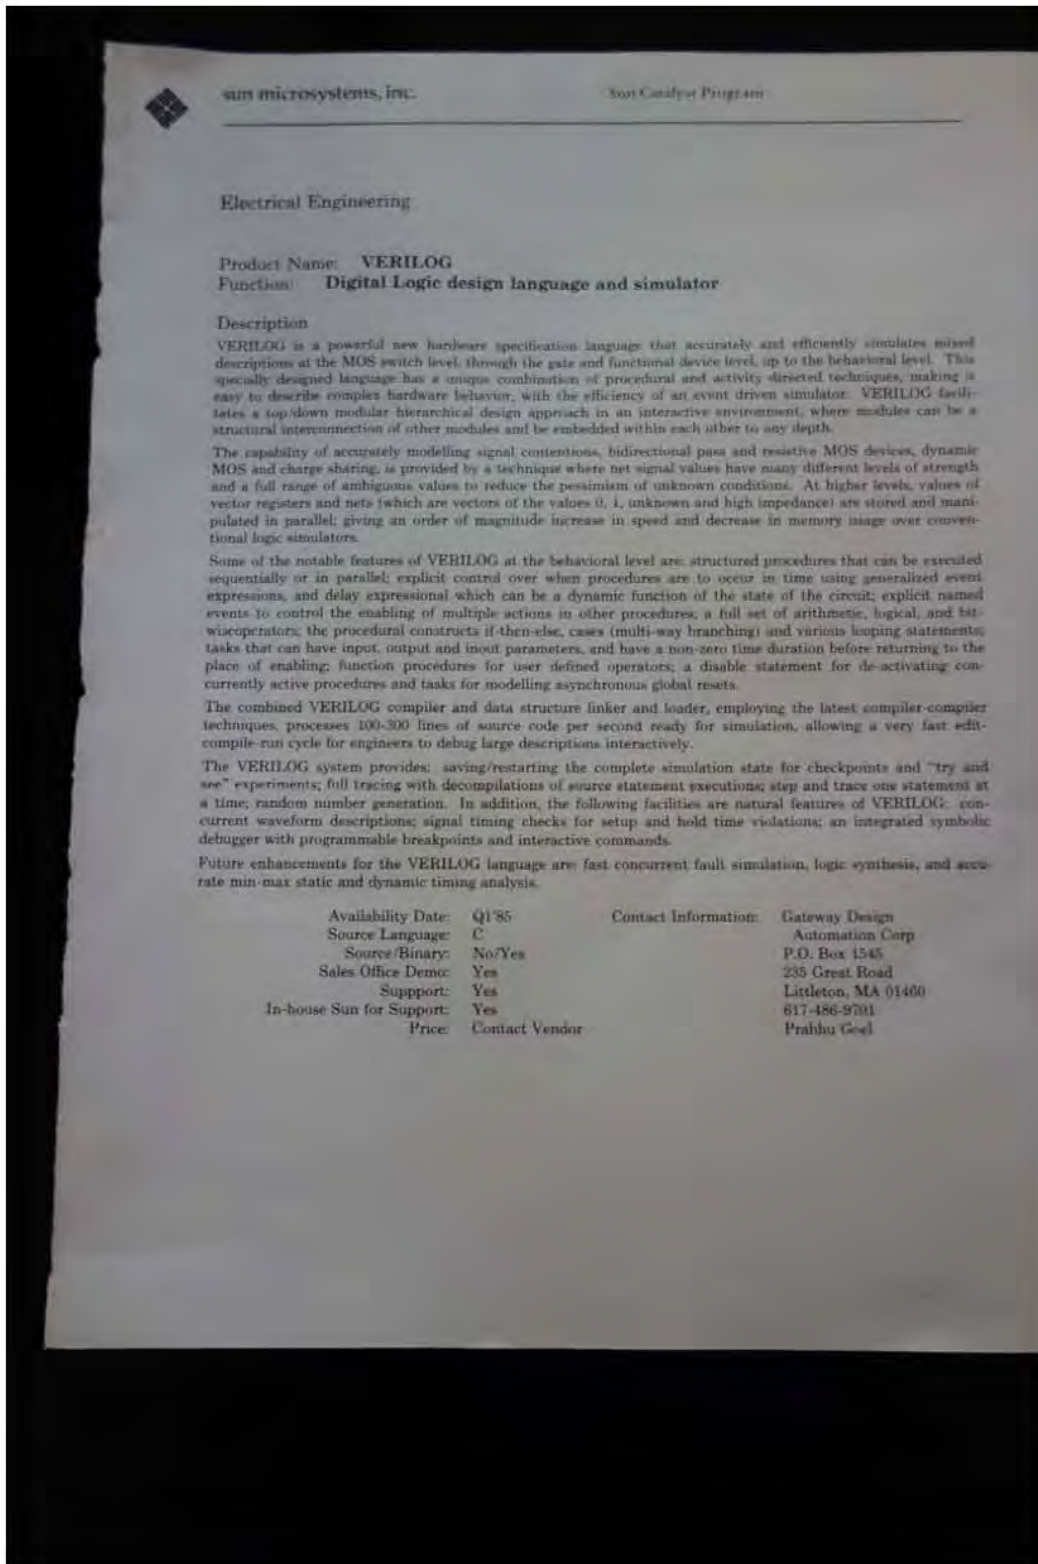 sun microsystems, inc.
Sun Catalyst Program
Electrical Engineering
Product Name: VERILOG
Function: Digital Logic design language and simulator
Description
VERILOG is a powerful new hardware specification language that accurately and efficiently simulates mixed
descriptions at the MOS switch level, through the gate and functional device level, up to the behavioral level. This
specially designed language has a unique combination of procedural and activity directed techniques, making is
easy to describe complex hardware behavior, with the efficiency of an event driven simulator. VERILOG facili-
tates a top/down modular hierarchical design approach in an interactive environment, where modules can be a
structural interconnection of other modules and be embedded within each other to any depth.
The capability of accurately modelling signal contentions, bidirectional pass and resistive MOS devices, dynamic
MOS and charge sharing, is provided by a technique where net signal values have many different levels of strength
and a full range of ambiguous values to reduce the pessimism of unknown conditions. At higher levels, values of
vector registers and nets (which are vectors of the values 0, 1, unknown and high impedance) are stored and mani-
pulated in parallel; giving an order of magnitude increase in speed and decrease in memory usage over conven-
tional logic simulators.
Some of the notable features of VERILOG at the behavioral level are: structured procedures that can be executed
sequentially or in parallel; explicit control over when procedures are to occur in time using generalized event
expressions, and delay expressional which can be a dynamic function of the state of the circuit; explicit named
events to control the enabling of multiple actions in other procedures; a full set of arithmetic, logical, and bit-
wiseoperators; the procedural constructs if-then-else, cases (multi-way branching) and various looping statements;
tasks that can have input, output and inout parameters, and have a non-zero time duration before returning to the
place of enabling; function procedures for user defined operators; a disable statement for de-activating con-
currently active procedures and tasks for modelling asynchronous global resets.
The combined VERILOG compiler and data structure linker and loader, employing the latest compiler-compiler
techniques, processes 100-300 lines of source code per second ready for simulation, allowing a very fast edit-
compile-run cycle for engineers to debug large descriptions interactively.
The VERILOG system provides: saving/restarting the complete simulation state for checkpoints and "try and
see" experiments; full tracing with decompilations of source statement executions; step and trace one statement at
a time; random number generation. In addition, the following facilities are natural features of VERILOG: con-
current waveform descriptions; signal timing checks for setup and hold time violations; an integrated symbolic
debugger with programmable breakpoints and interactive commands.
Future enhancements for the VERILOG language are: fast concurrent fault simulation, logic synthesis, and accu-
rate min-max static and dynamic timing analysis.
Availability Date: Q1'85 Contact Information: Gateway Design
Source Language: C Automation Corp
Source/Binary: No/Yes P.O. Box 1545
Sales Office Demo: Yes 235 Great Road
Suppport: Yes Littleton, MA 01460
In-house Sun for Support: Yes 617-486-9701
Price: Contact Vendor Prabhu Goel